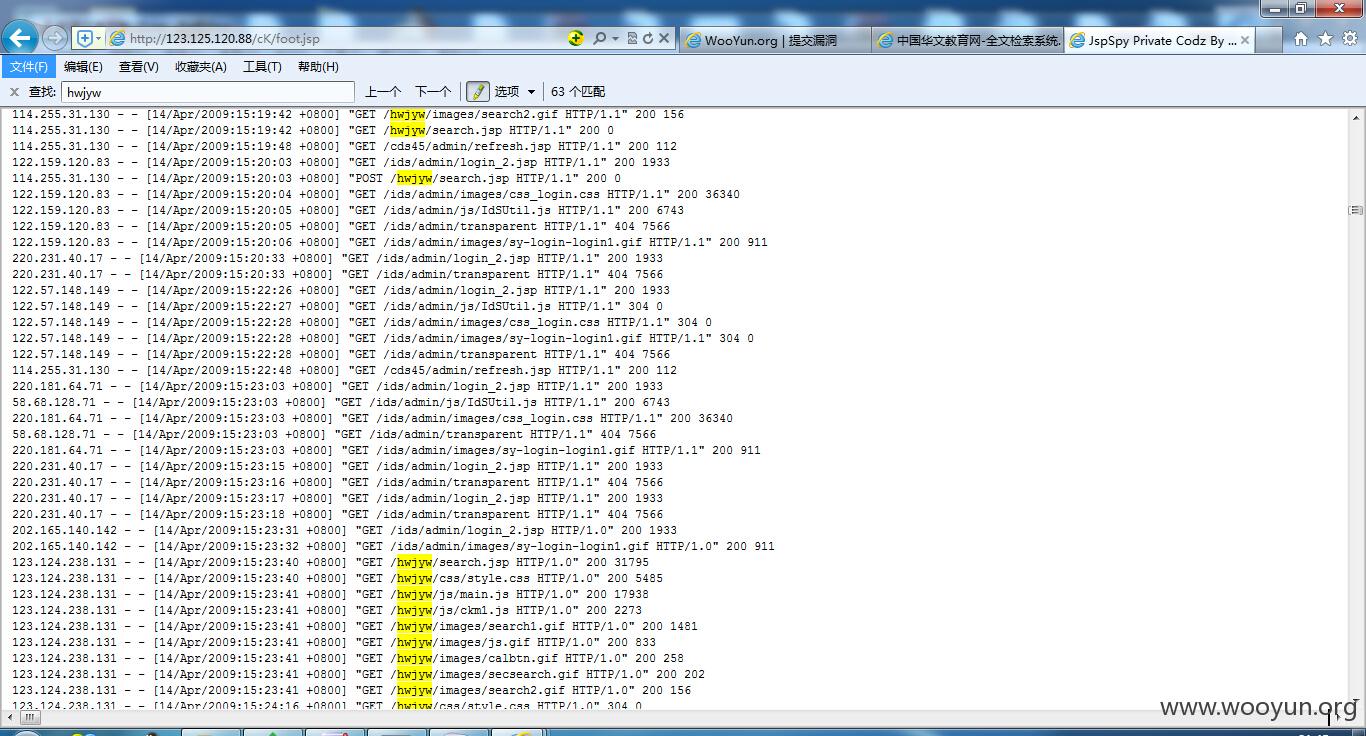 http://123.125.120.88/cK/foot.jsp
WooYun.org | 提交漏洞
中国华文教育网-全文检索系统.
JspSpy Private Codz By ...
文件(F) 编辑(E) 查看(V) 收藏夹(A) 工具(T) 帮助(H)
查找: hwjyw 上一个 下一个 选项 63 个匹配
114.255.31.130 - - [14/Apr/2009:15:19:42 +0800] "GET /hwjyw/images/search2.gif HTTP/1.1" 200 156
114.255.31.130 - - [14/Apr/2009:15:19:42 +0800] "GET /hwjyw/search.jsp HTTP/1.1" 200 0
114.255.31.130 - - [14/Apr/2009:15:19:48 +0800] "GET /cds45/admin/refresh.jsp HTTP/1.1" 200 112
122.159.120.83 - - [14/Apr/2009:15:20:03 +0800] "GET /ids/admin/login_2.jsp HTTP/1.1" 200 1933
114.255.31.130 - - [14/Apr/2009:15:20:03 +0800] "POST /hwjyw/search.jsp HTTP/1.1" 200 0
122.159.120.83 - - [14/Apr/2009:15:20:04 +0800] "GET /ids/admin/images/css_login.css HTTP/1.1" 200 36340
122.159.120.83 - - [14/Apr/2009:15:20:05 +0800] "GET /ids/admin/js/IdSUtil.js HTTP/1.1" 200 6743
122.159.120.83 - - [14/Apr/2009:15:20:05 +0800] "GET /ids/admin/transparent HTTP/1.1" 404 7566
122.159.120.83 - - [14/Apr/2009:15:20:06 +0800] "GET /ids/admin/images/sy-login-login1.gif HTTP/1.1" 200 911
220.231.40.17 - - [14/Apr/2009:15:20:33 +0800] "GET /ids/admin/login_2.jsp HTTP/1.1" 200 1933
220.231.40.17 - - [14/Apr/2009:15:20:33 +0800] "GET /ids/admin/transparent HTTP/1.1" 404 7566
122.57.148.149 - - [14/Apr/2009:15:22:26 +0800] "GET /ids/admin/login_2.jsp HTTP/1.1" 200 1933
122.57.148.149 - - [14/Apr/2009:15:22:27 +0800] "GET /ids/admin/js/IdSUtil.js HTTP/1.1" 304 0
122.57.148.149 - - [14/Apr/2009:15:22:28 +0800] "GET /ids/admin/images/css_login.css HTTP/1.1" 304 0
122.57.148.149 - - [14/Apr/2009:15:22:28 +0800] "GET /ids/admin/images/sy-login-login1.gif HTTP/1.1" 304 0
122.57.148.149 - - [14/Apr/2009:15:22:28 +0800] "GET /ids/admin/transparent HTTP/1.1" 404 7566
114.255.31.130 - - [14/Apr/2009:15:22:48 +0800] "GET /cds45/admin/refresh.jsp HTTP/1.1" 200 112
220.181.64.71 - - [14/Apr/2009:15:23:03 +0800] "GET /ids/admin/login_2.jsp HTTP/1.1" 200 1933
58.68.128.71 - - [14/Apr/2009:15:23:03 +0800] "GET /ids/admin/js/IdSUtil.js HTTP/1.1" 200 6743
220.181.64.71 - - [14/Apr/2009:15:23:03 +0800] "GET /ids/admin/images/css_login.css HTTP/1.1" 200 36340
58.68.128.71 - - [14/Apr/2009:15:23:03 +0800] "GET /ids/admin/transparent HTTP/1.1" 404 7566
220.181.64.71 - - [14/Apr/2009:15:23:03 +0800] "GET /ids/admin/images/sy-login-login1.gif HTTP/1.1" 200 911
220.231.40.17 - - [14/Apr/2009:15:23:15 +0800] "GET /ids/admin/login_2.jsp HTTP/1.1" 200 1933
220.231.40.17 - - [14/Apr/2009:15:23:16 +0800] "GET /ids/admin/transparent HTTP/1.1" 404 7566
220.231.40.17 - - [14/Apr/2009:15:23:17 +0800] "GET /ids/admin/login_2.jsp HTTP/1.1" 200 1933
220.231.40.17 - - [14/Apr/2009:15:23:18 +0800] "GET /ids/admin/transparent HTTP/1.1" 404 7566
202.165.140.142 - - [14/Apr/2009:15:23:31 +0800] "GET /ids/admin/login_2.jsp HTTP/1.0" 200 1933
202.165.140.142 - - [14/Apr/2009:15:23:32 +0800] "GET /ids/admin/images/sy-login-login1.gif HTTP/1.0" 200 911
123.124.238.131 - - [14/Apr/2009:15:23:40 +0800] "GET /hwjyw/search.jsp HTTP/1.0" 200 31795
123.124.238.131 - - [14/Apr/2009:15:23:40 +0800] "GET /hwjyw/css/style.css HTTP/1.0" 200 5485
123.124.238.131 - - [14/Apr/2009:15:23:41 +0800] "GET /hwjyw/js/main.js HTTP/1.0" 200 17938
123.124.238.131 - - [14/Apr/2009:15:23:41 +0800] "GET /hwjyw/js/ckm1.js HTTP/1.0" 200 2273
123.124.238.131 - - [14/Apr/2009:15:23:41 +0800] "GET /hwjyw/images/search1.gif HTTP/1.0" 200 1481
123.124.238.131 - - [14/Apr/2009:15:23:41 +0800] "GET /hwjyw/images/js.gif HTTP/1.0" 200 833
123.124.238.131 - - [14/Apr/2009:15:23:41 +0800] "GET /hwjyw/images/calbtn.gif HTTP/1.0" 200 258
123.124.238.131 - - [14/Apr/2009:15:23:41 +0800] "GET /hwjyw/images/secsearch.gif HTTP/1.0" 200 202
123.124.238.131 - - [14/Apr/2009:15:23:41 +0800] "GET /hwjyw/images/search2.gif HTTP/1.0" 200 156
123.124.238.131 - - [14/Apr/2009:15:24:16 +0800] "GET /hwjyw/css/style.css HTTP/1.0" 304 0
www.wooyun.org